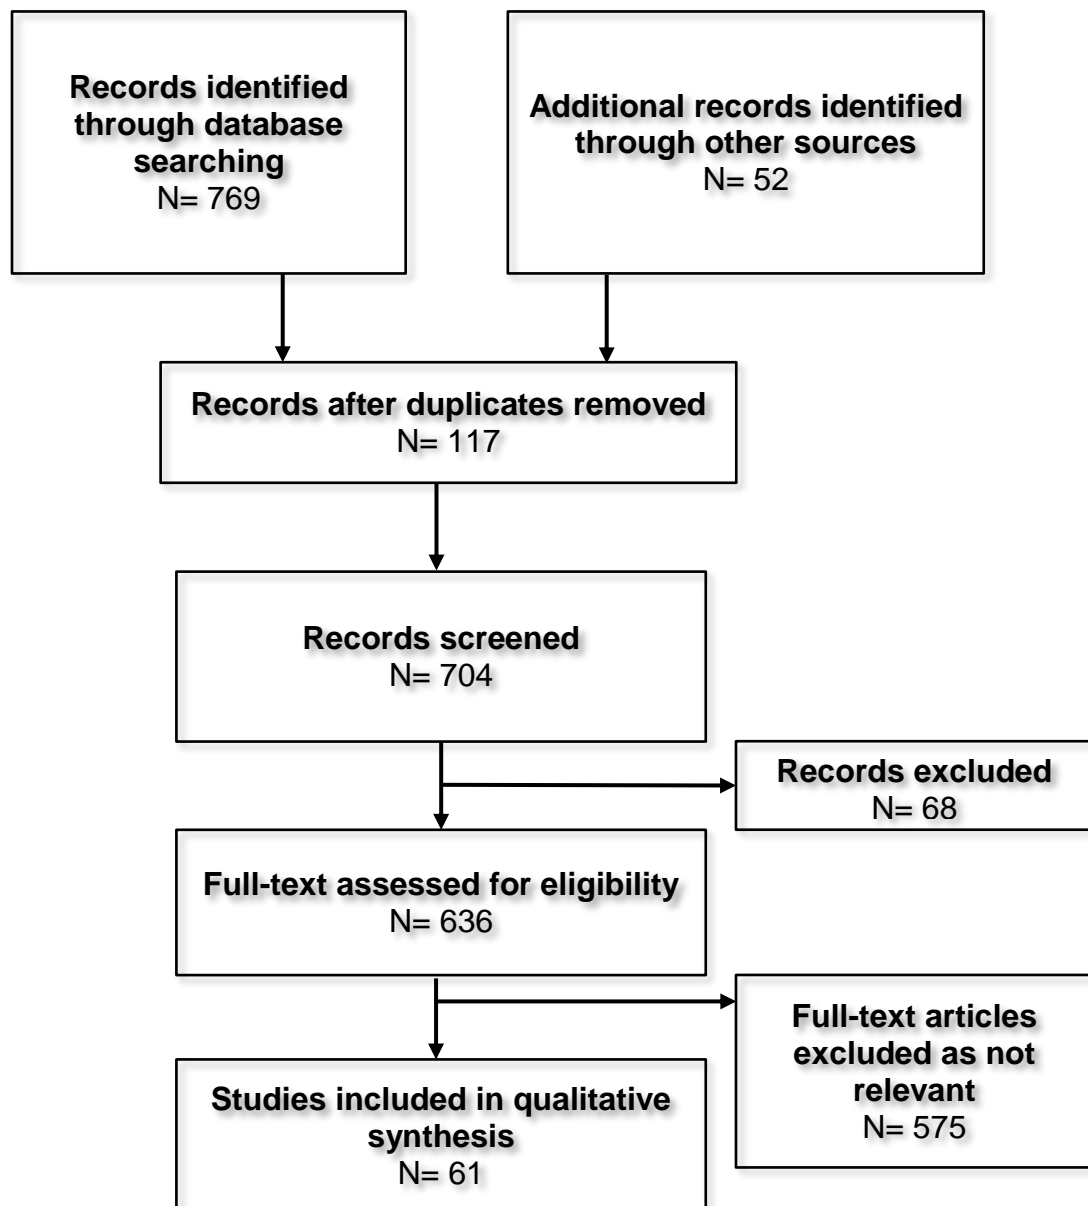 Records identified
through database
searching
N= 769
Additional records identified
through other sources
N= 52
Records after duplicates removed
N= 117
Records screened
N= 704
Records excluded
N= 68
Full-text assessed for eligibility
N= 636
Full-text articles
excluded as not
relevant
N= 575
Studies included in qualitative
synthesis
N= 61